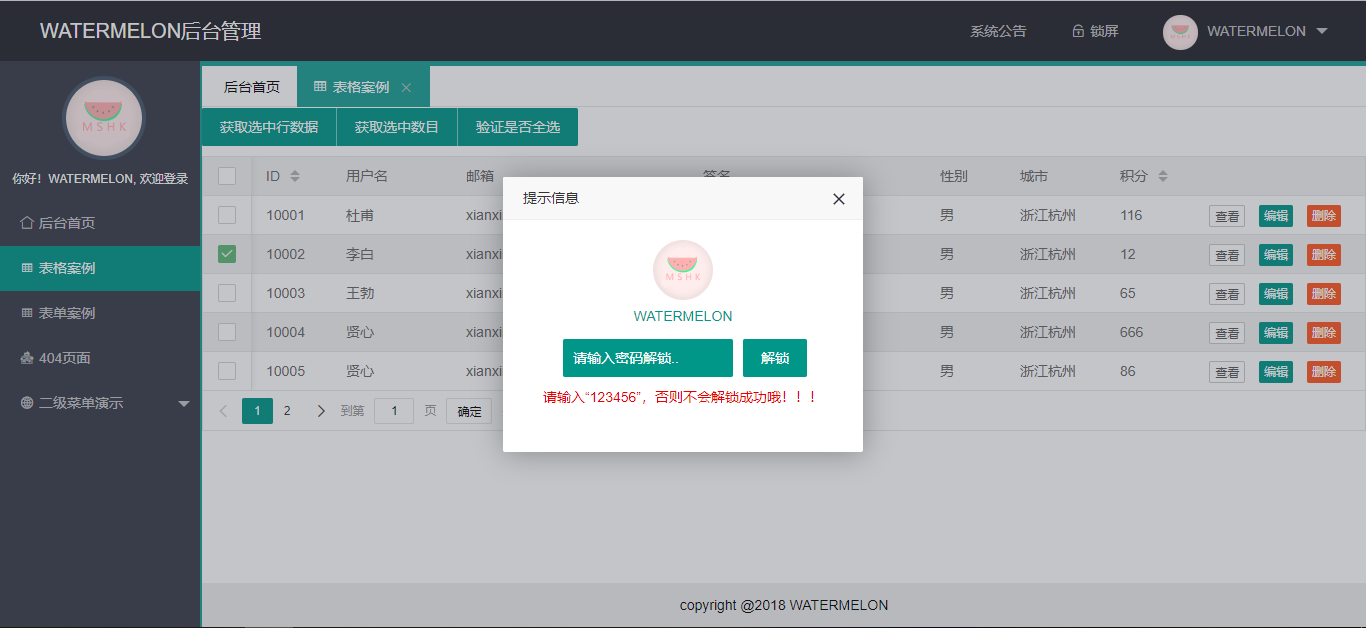 WATERMELON后台管理
系统公告 锁屏 WATERMELON
MSHK
你好！WATERMELON, 欢迎登录
后台首页
表格案例
表单案例
404页面
二级菜单演示
后台首页 表格案例
获取选中行数据 获取选中数目 验证是否全选
ID 用户名 邮箱 签名 性别 城市 积分
10001 杜甫 xianxi 男 浙江杭州 116 查看 编辑 删除
10002 李白 xianxi 男 浙江杭州 12 查看 编辑 删除
10003 王勃 xianxi 男 浙江杭州 65 查看 编辑 删除
10004 贤心 xianxi 男 浙江杭州 666 查看 编辑 删除
10005 贤心 xianxi 男 浙江杭州 86 查看 编辑 删除
1 2 到第 1 页 确定
提示信息
MSHK
WATERMELON
请输入密码解锁.. 解锁
请输入“123456”，否则不会解锁成功哦！！！
copyright @2018 WATERMELON